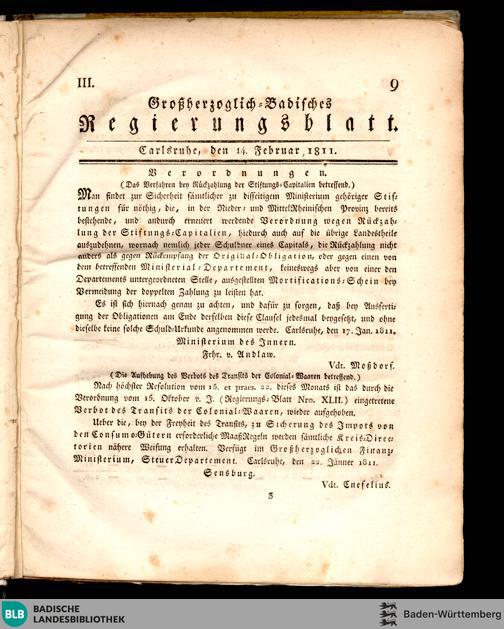 III.
9
Großherzoglich-Badisches
Regierungsblatt.
Carlsruhe, den 14. Februar 1811.
Verordnungen.
(Das Verfahren bey Rückzahlung der Stiftungs-Capitalien betreffend.)
Man findet zur Sicherheit sämtlicher zu disseitigem Ministerium gehöriger Stif-
tungen für nöthig, die, in der Nieder- und MittelRheinischen Provinz bereits
bestehende, und andurch erneuert werdende Verordnung wegen Rückzah-
lung der Stiftungs-Capitalien, hiedurch auch auf die übrige Landestheile
auszudehnen, wornach nemlich jeder Schuldner eines Capitals, die Rückzahlung nicht
anders als gegen Rückempfang der Original-Obligation, oder gegen einen von
dem betreffenden Ministerial-Departement, keineswegs aber von einer den
Departements untergeordneten Stelle, ausgestellten Mortifications-Schein bey
Vermeidung der doppelten Zahlung zu leisten hat.
Es ist sich hiernach genau zu achten, und dafür zu sorgen, daß bey Ausferti-
gung der Obligationen am Ende derselben diese Clausel jedesmal beygesetzt, und ohne
dieselbe keine solche Schuld-Urkunde angenommen werde. Carlsruhe, den 17. Jan. 1811.
Ministerium des Innern.
Frhr. v. Andlaw.
Vdt. Moßdorf.
(Die Aufhebung des Verbots des Transits der Colonial-Waaren betreffend.)
Nach höchster Resolution vom 15. et praes. 22. dieses Monats ist das durch die
Verordnung vom 15. Oktober v. J. (Regierungs-Blatt Nro. XLII.) eingetretene
Verbot des Transits der Colonial-Waaren, wieder aufgehoben.
Ueber die, bey der Freyheit des Transits, zu Sicherung des Impots von
den Consumo-Gütern erforderliche MaaßRegeln werden sämtliche Kreis-Direc-
torien nähere Weisung erhalten. Verfügt im Großherzoglichen Finanz-
Ministerium, SteuerDepartement. Carlsruhe, den 22. Jänner 1811.
Sensburg.
Vdt. Cnefelius.
3
BLB
BADISCHE
LANDESBIBLIOTHEK
Baden-Württemberg